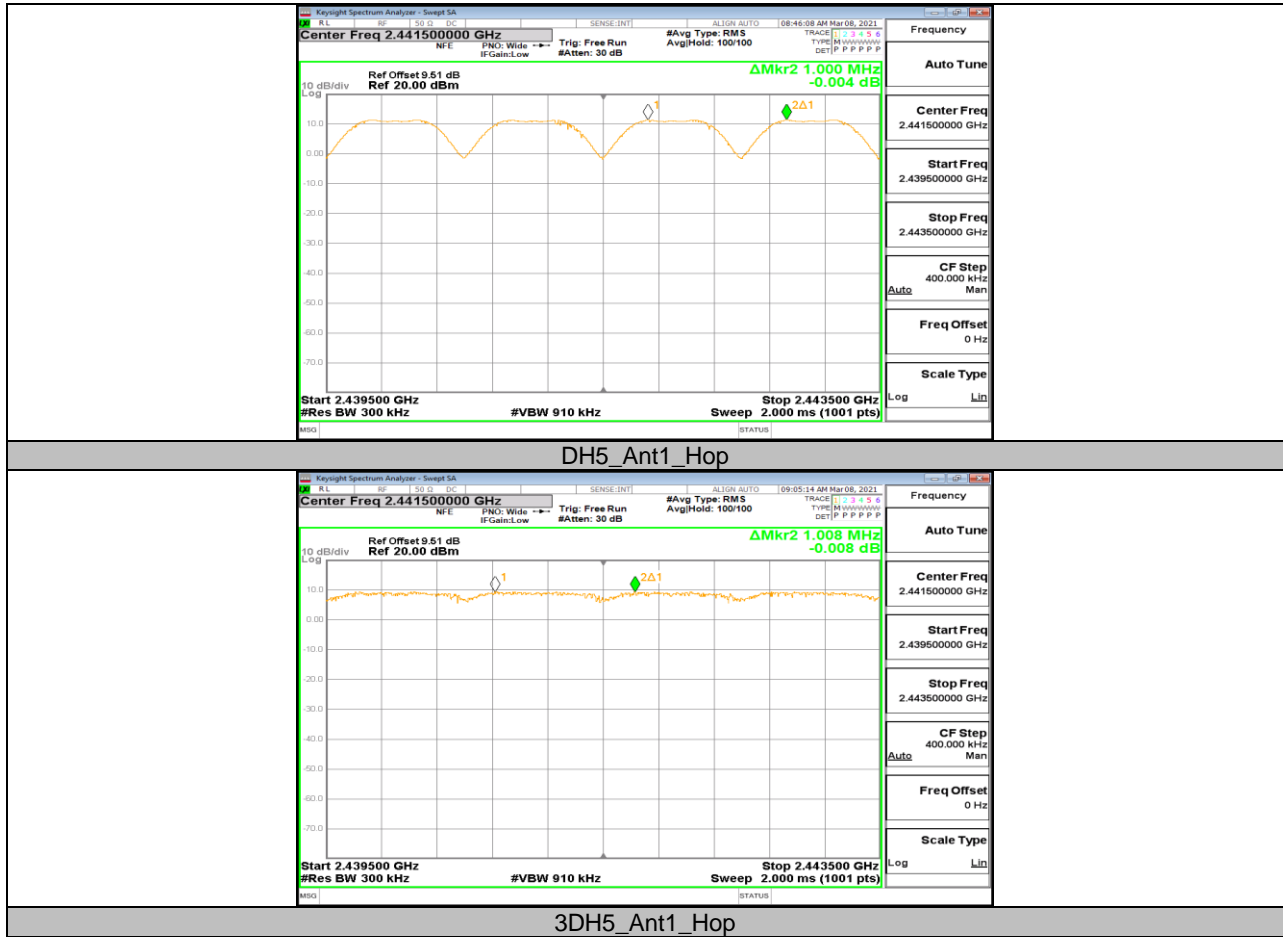 Keysight Spectrum Analyzer - Swept SA
RL RF 50 Ω DC SENSE:INT ALIGN AUTO 08:46:08 AM Mar 08, 2021
Center Freq 2.441500000 GHz
NFE PNO: Wide Trig: Free Run #Avg Type: RMS TRACE 1 2 3 4 5 6
IFGain:Low #Atten: 30 dB Avg|Hold: 100/100 TYPE M WWWWW
DET P P P P P P
Frequency
Auto Tune
ΔMkr2 1.000 MHz
-0.004 dB
Ref Offset 9.51 dB
10 dB/div Ref 20.00 dBm
Log
1
2Δ1
10.0
0.00
-10.0
-20.0
-30.0
-40.0
-50.0
-60.0
-70.0
Center Freq
2.441500000 GHz
Start Freq
2.439500000 GHz
Stop Freq
2.443500000 GHz
CF Step
400.000 kHz
Auto Man
Freq Offset
0 Hz
Scale Type
Log Lin
Start 2.439500 GHz Stop 2.443500 GHz
#Res BW 300 kHz #VBW 910 kHz Sweep 2.000 ms (1001 pts)
MSG STATUS
DH5_Ant1_Hop
Keysight Spectrum Analyzer - Swept SA
RL RF 50 Ω DC SENSE:INT ALIGN AUTO 09:05:14 AM Mar 08, 2021
Center Freq 2.441500000 GHz
NFE PNO: Wide Trig: Free Run #Avg Type: RMS TRACE 1 2 3 4 5 6
IFGain:Low #Atten: 30 dB Avg|Hold: 100/100 TYPE M WWWWW
DET P P P P P P
Frequency
Auto Tune
ΔMkr2 1.008 MHz
-0.008 dB
Ref Offset 9.51 dB
10 dB/div Ref 20.00 dBm
Log
1
2Δ1
10.0
0.00
-10.0
-20.0
-30.0
-40.0
-50.0
-60.0
-70.0
Center Freq
2.441500000 GHz
Start Freq
2.439500000 GHz
Stop Freq
2.443500000 GHz
CF Step
400.000 kHz
Auto Man
Freq Offset
0 Hz
Scale Type
Log Lin
Start 2.439500 GHz Stop 2.443500 GHz
#Res BW 300 kHz #VBW 910 kHz Sweep 2.000 ms (1001 pts)
MSG STATUS
3DH5_Ant1_Hop